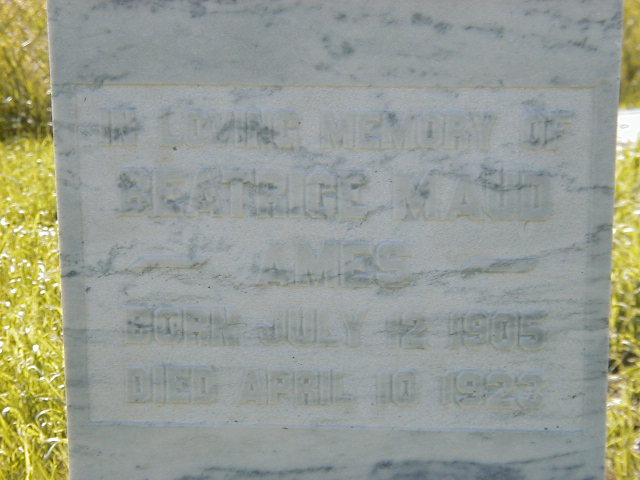 IN LOVING MEMORY OF
BEATRICE MAUD
— AMES —
BORN JULY 12 1905
DIED APRIL 10 1923